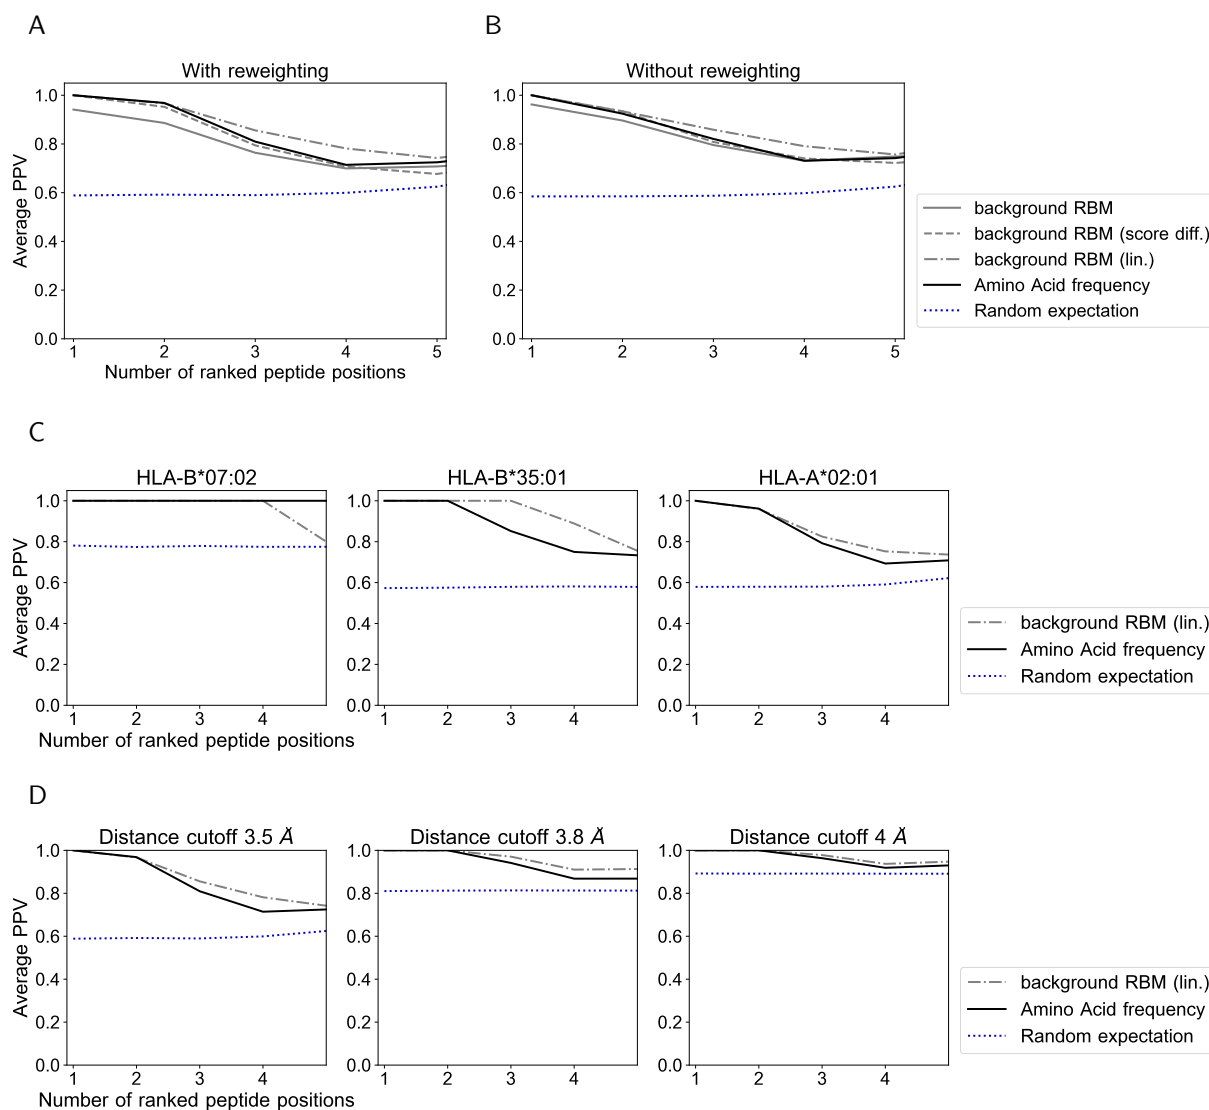 A
B
With reweighting
Without reweighting
1.0
0.8
0.6
0.4
0.2
0.0
Average PPV
1 2 3 4 5
Number of ranked peptide positions
1.0
0.8
0.6
0.4
0.2
0.0
1 2 3 4 5
background RBM
background RBM (score diff.)
background RBM (lin.)
Amino Acid frequency
Random expectation
C
HLA-B*07:02
HLA-B*35:01
HLA-A*02:01
1.0
0.8
0.6
0.4
0.2
0.0
Average PPV
1 2 3 4
Number of ranked peptide positions
1.0
0.8
0.6
0.4
0.2
0.0
1 2 3 4
1.0
0.8
0.6
0.4
0.2
0.0
1 2 3 4
background RBM (lin.)
Amino Acid frequency
Random expectation
D
Distance cutoff 3.5 Å
Distance cutoff 3.8 Å
Distance cutoff 4 Å
1.0
0.8
0.6
0.4
0.2
0.0
Average PPV
1 2 3 4
Number of ranked peptide positions
1.0
0.8
0.6
0.4
0.2
0.0
1 2 3 4
1.0
0.8
0.6
0.4
0.2
0.0
1 2 3 4
background RBM (lin.)
Amino Acid frequency
Random expectation